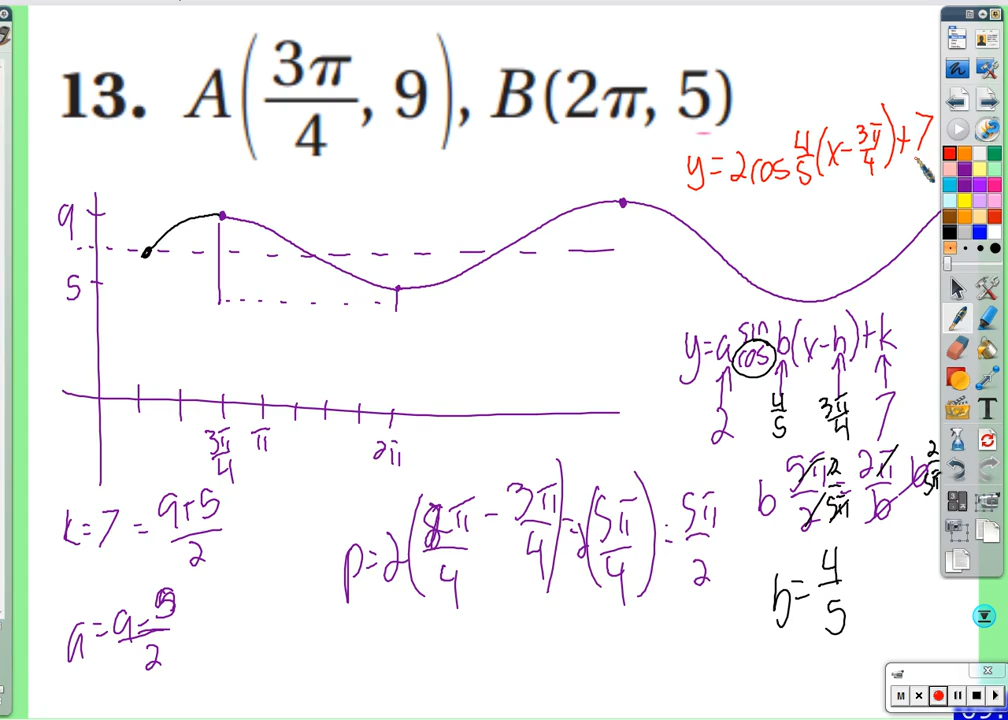 13. A(3π/4, 9), B(2π, 5)
y=2cos 4/5(x-3π/4)+7
9
5
3π/4 π 2π
y=a sin b(x-h)+k
cos
2 4/5 3π/4 7
k=7=(9+5)/2
p=2(8π/4-3π/4)=2(5π/4)=5π/2
a=(9-5)/2
b=4/5
T
M